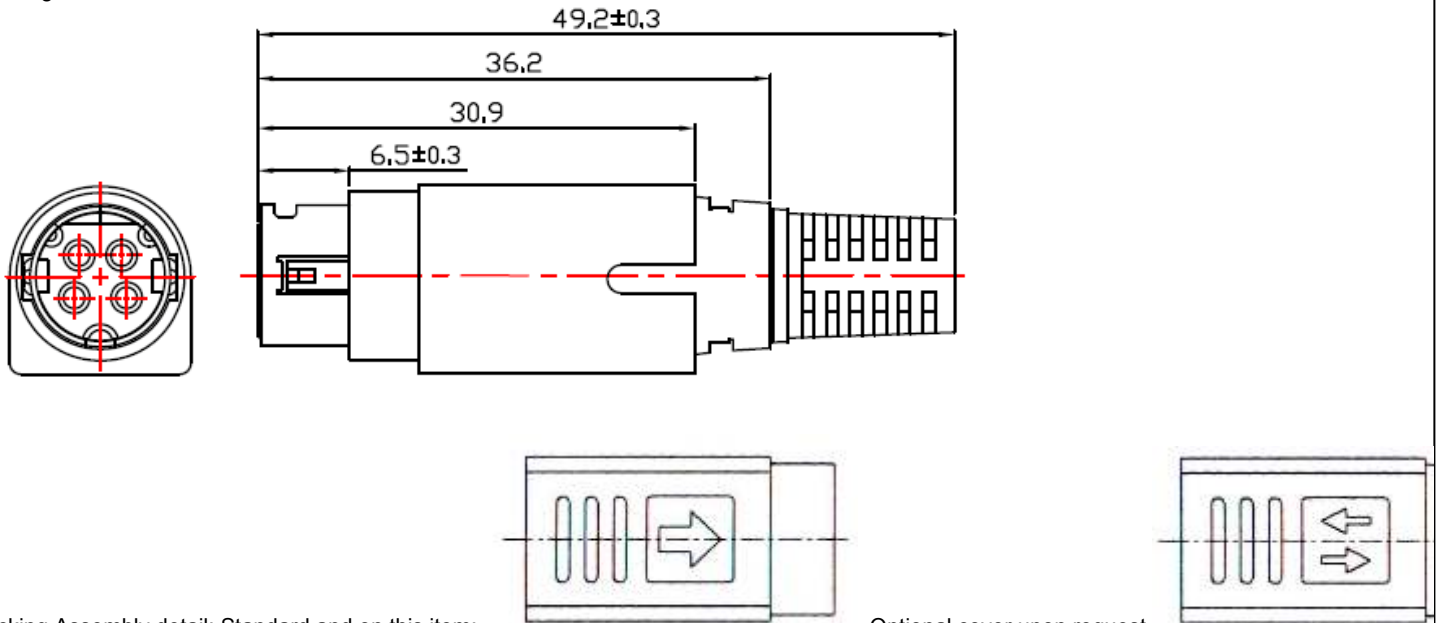 49,2±0,3
36,2
30,9
6,5±0,3
Assembly detail: Standard and on this item:
Optional cover upon request